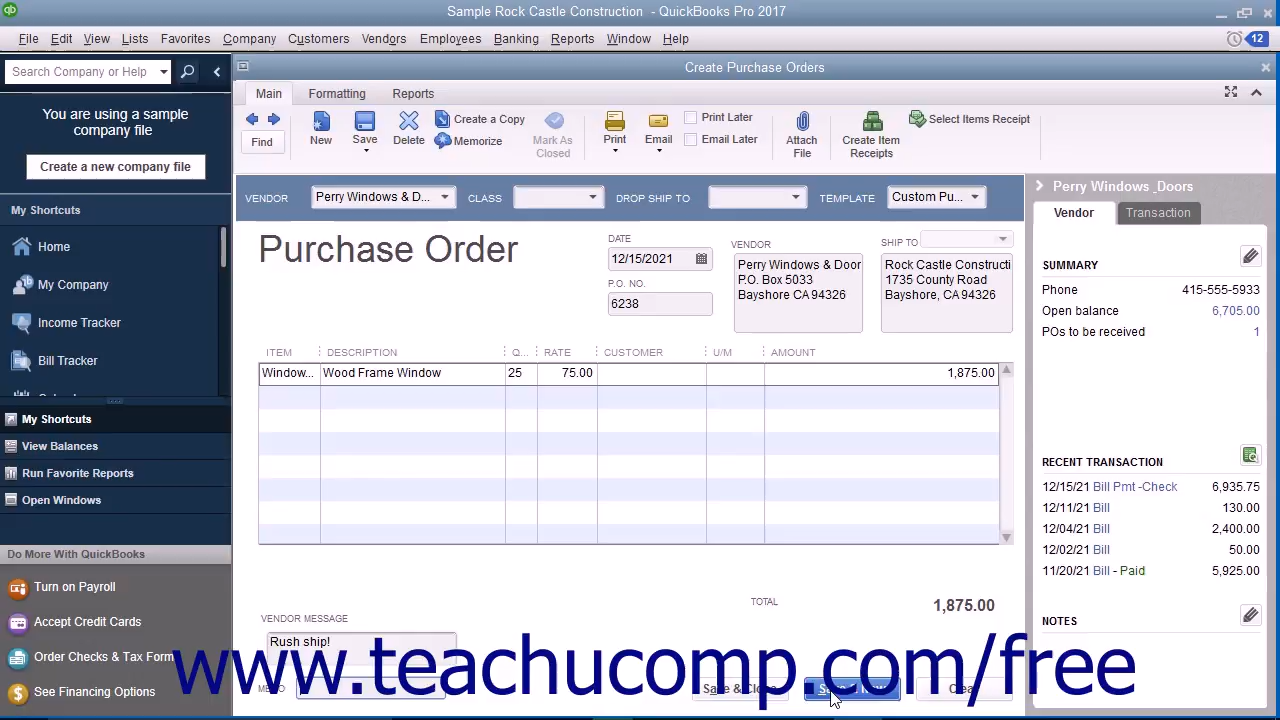 Sample Rock Castle Construction - QuickBooks Pro 2017
File Edit View Lists Favorites Company Customers Vendors Employees Banking Reports Window Help
12
Search Company or Help
Create Purchase Orders
You are using a sample
company file
Create a new company file
My Shortcuts
Home
My Company
Income Tracker
Bill Tracker
My Shortcuts
View Balances
Run Favorite Reports
Open Windows
Do More With QuickBooks
Turn on Payroll
Accept Credit Cards
Order Checks & Tax Form
See Financing Options
Main Formatting Reports
Find
New
Save
Delete
Create a Copy
Memorize
Mark As
Closed
Print
Email
Print Later
Email Later
Attach
File
Create Item
Receipts
Select Items Receipt
VENDOR Perry Windows & D... CLASS DROP SHIP TO TEMPLATE Custom Pu...
Purchase Order
DATE
12/15/2021
P.O. NO.
6238
VENDOR
Perry Windows & Door
P.O. Box 5033
Bayshore CA 94326
SHIP TO
Rock Castle Constructi
1735 County Road
Bayshore, CA 94326
ITEM DESCRIPTION Q... RATE CUSTOMER U/M AMOUNT
Window... Wood Frame Window 25 75.00 1,875.00
TOTAL 1,875.00
VENDOR MESSAGE
Rush ship!
www.teachucomp.com/free
Perry Windows _Doors
Vendor Transaction
SUMMARY
Phone 415-555-5933
Open balance 6,705.00
POs to be received 1
RECENT TRANSACTION
12/15/21 Bill Pmt -Check 6,935.75
12/11/21 Bill 130.00
12/04/21 Bill 2,400.00
12/02/21 Bill 50.00
11/20/21 Bill - Paid 5,925.00
NOTES